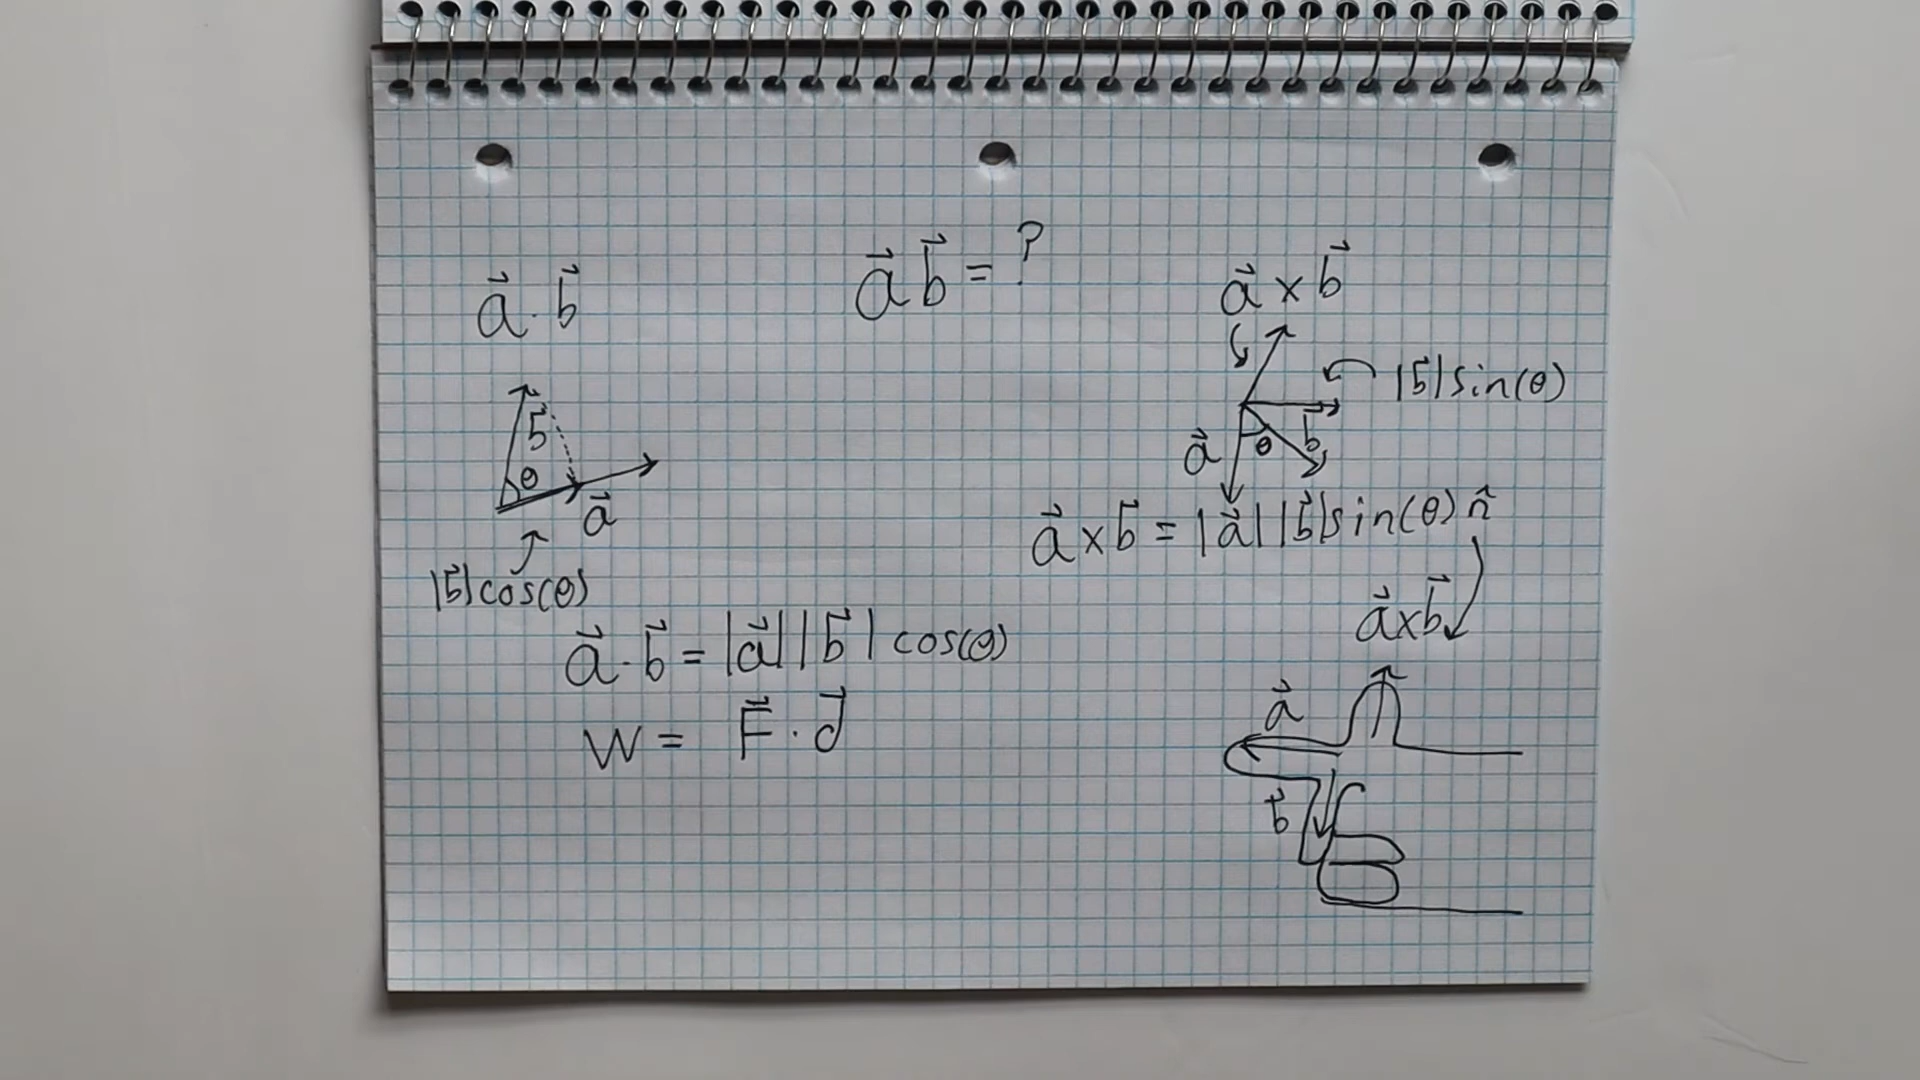 a⃗ b⃗ = ?
a⃗ · b⃗
b⃗
θ
a⃗
|b⃗|cos(θ)
a⃗ · b⃗ = |a⃗| |b⃗| cos(θ)
W = F⃗ · d⃗
a⃗ × b⃗
|b⃗|sin(θ)
a⃗
θ
b⃗
a⃗ × b⃗ = |a⃗| |b⃗|sin(θ) n̂
a⃗ × b⃗
a⃗
b⃗